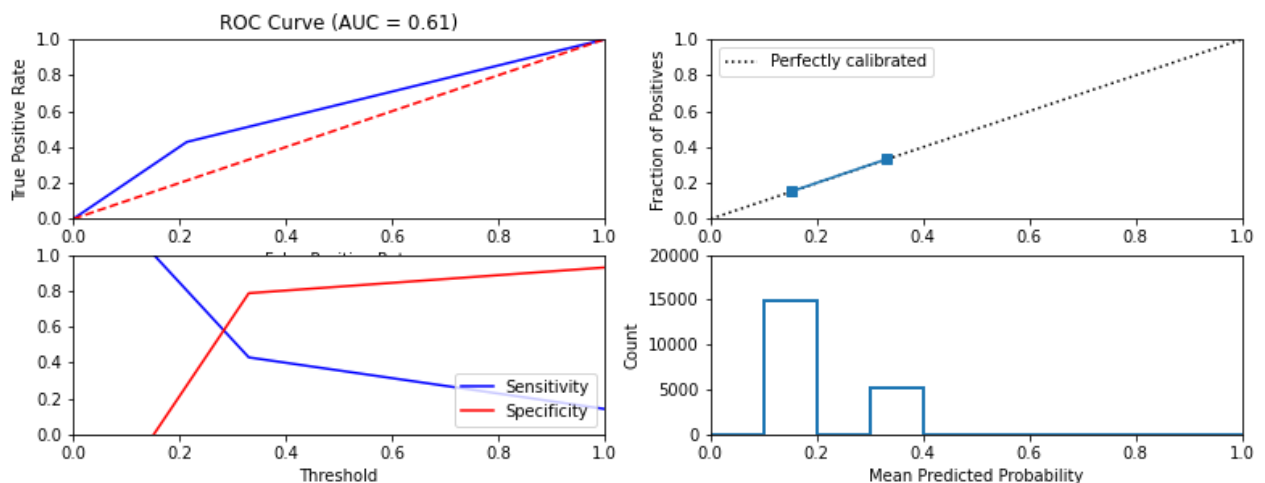 ROC Curve (AUC = 0.61)
True Positive Rate
1.0
0.8
0.6
0.4
0.2
0.0
0.0 0.2 0.4 0.6 0.8 1.0
Fraction of Positives
1.0
0.8
0.6
0.4
0.2
0.0
Perfectly calibrated
0.0 0.2 0.4 0.6 0.8 1.0
1.0
0.8
0.6
0.4
0.2
0.0
Sensitivity
Specificity
0.0 0.2 0.4 0.6 0.8 1.0
Threshold
Count
20000
15000
10000
5000
0
0.0 0.2 0.4 0.6 0.8 1.0
Mean Predicted Probability